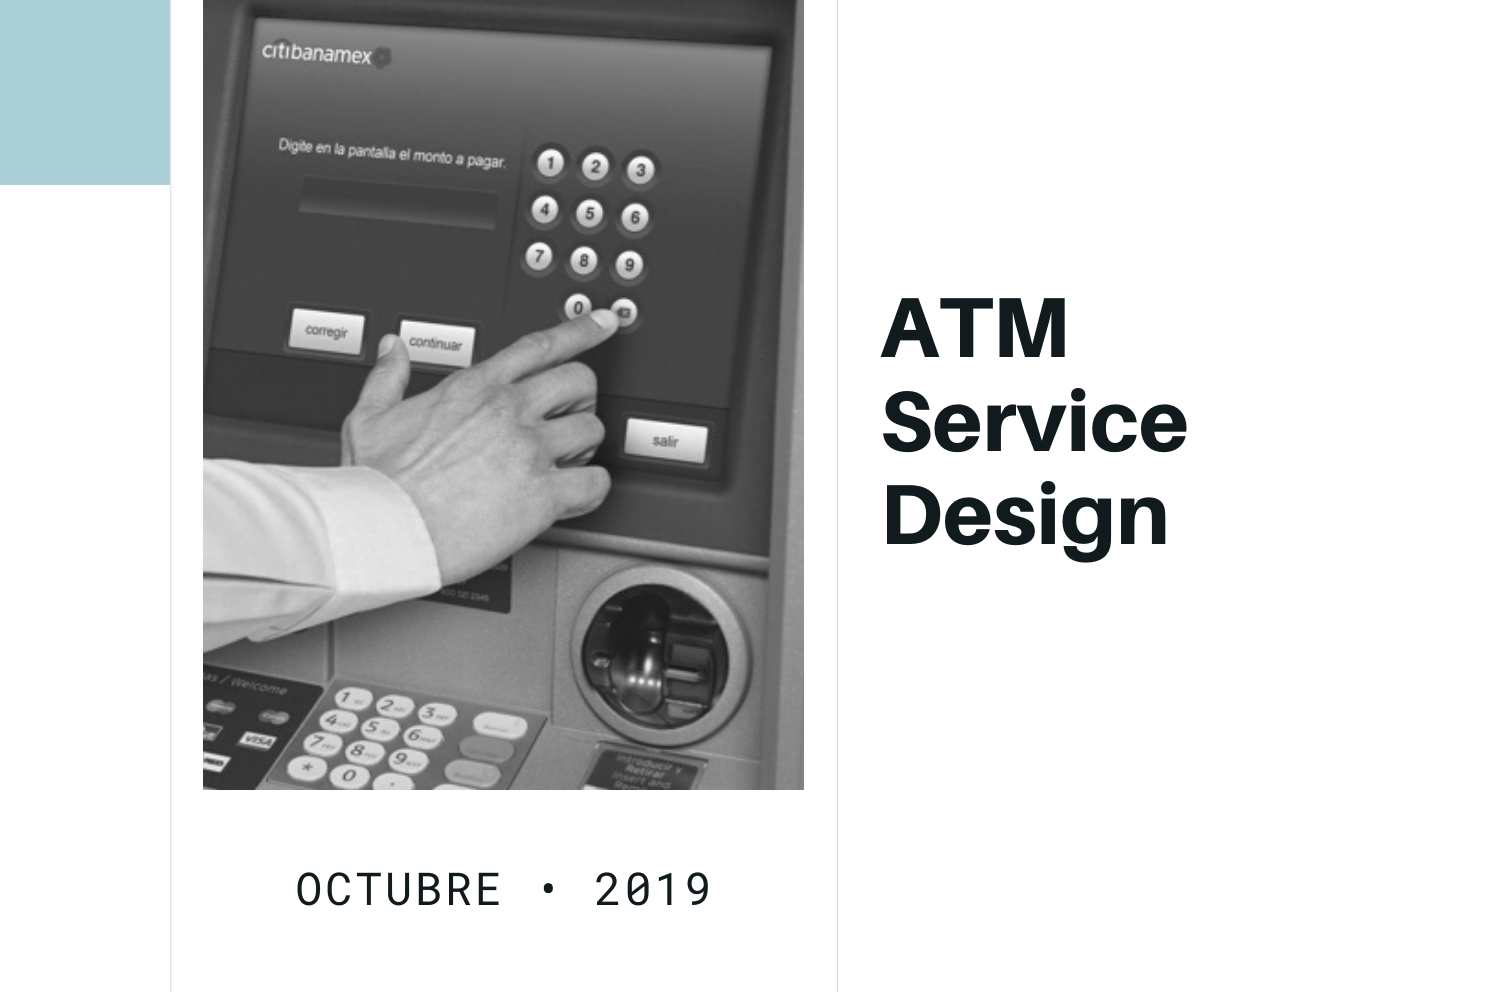 citibanamex
Digite en la pantalla el monto a pagar.
1 2 3
4 5 6
7 8 9
0
corregir
continuar
salir
as / Welcome
VISA
1 2 3
4 5 6
7 8 9
* 0 .
Introducir y
Retirar
Insert and
OCTUBRE • 2019
ATM
Service
Design